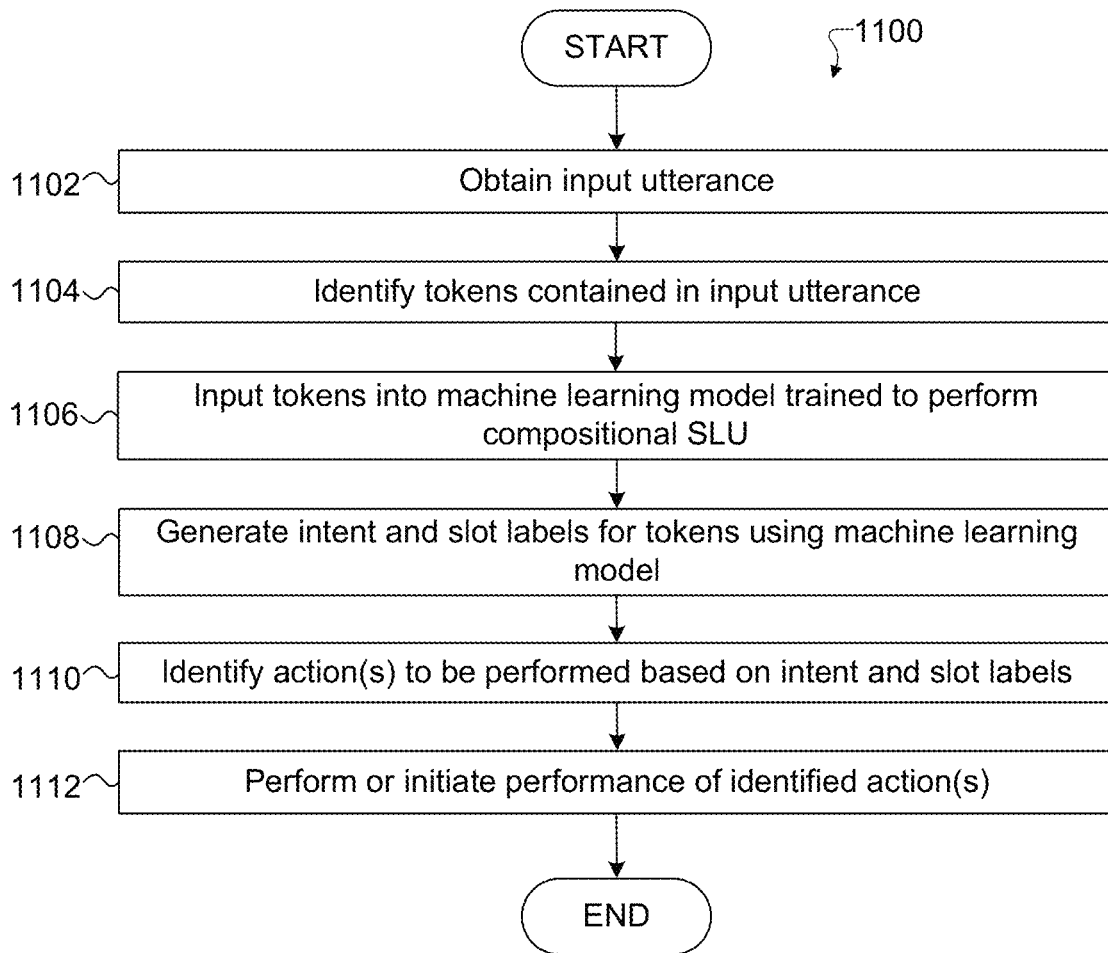 START
1100
1102
Obtain input utterance
1104
Identify tokens contained in input utterance
1106
Input tokens into machine learning model trained to perform
compositional SLU
1108
Generate intent and slot labels for tokens using machine learning
model
1110
Identify action(s) to be performed based on intent and slot labels
1112
Perform or initiate performance of identified action(s)
END